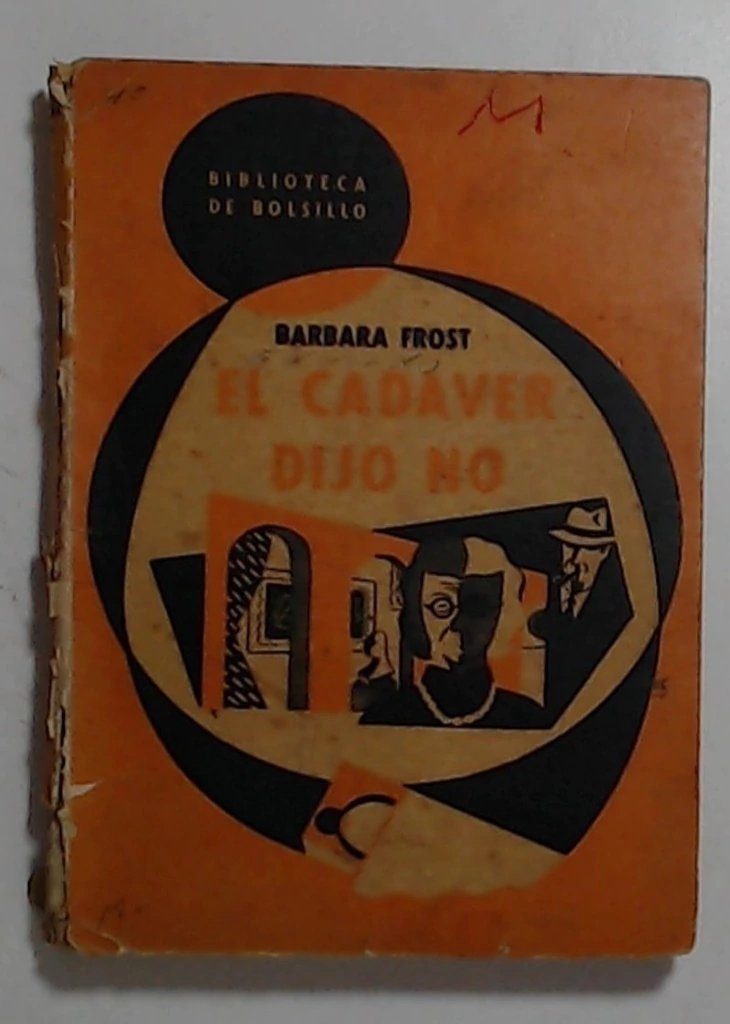 BIBLIOTECA
DE BOLSILLO
BARBARA FROST
EL CADAVER
DIJO NO